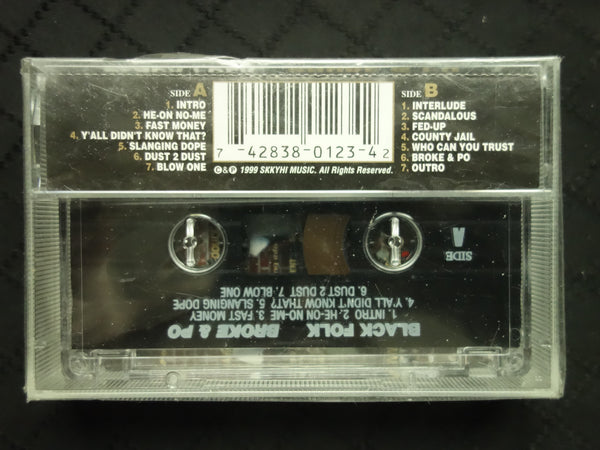 SIDE A
1. INTRO
2. HE-ON NO-ME
3. FAST MONEY
4. Y'ALL DIDN'T KNOW THAT?
5. SLANGING DOPE
6. DUST 2 DUST
7. BLOW ONE
7 -42838-0123-4 2
℗&© 1999 SKKYHI MUSIC. All Rights Reserved.
SIDE B
1. INTERLUDE
2. SCANDALOUS
3. FED-UP
4. COUNTY JAIL
5. WHO CAN YOU TRUST
6. BROKE & PO
7. OUTRO
SIDE
A
BLACK FOLK BROKE & PO
1. INTRO 2. HE-ON NO-ME 3. FAST MONEY
4. Y'ALL DIDN'T KNOW THAT? 5. SLANGING DOPE
6. DUST 2 DUST 7. BLOW ONE